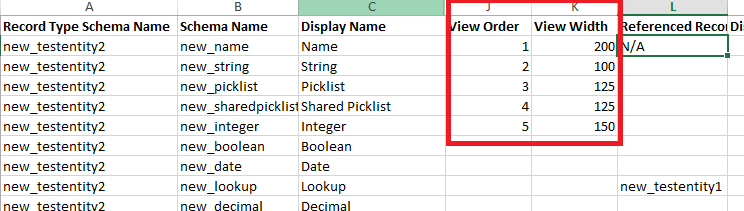 A B C J K L
Record Type Schema Name Schema Name Display Name View Order View Width Referenced Recor Di
new_testentity2 new_name Name 1 200 N/A
new_testentity2 new_string String 2 100
new_testentity2 new_picklist Picklist 3 125
new_testentity2 new_sharedpicklist Shared Picklist 4 125
new_testentity2 new_integer Integer 5 150
new_testentity2 new_boolean Boolean
new_testentity2 new_date Date
new_testentity2 new_lookup Lookup new_testentity1
new_testentity2 new_decimal Decimal